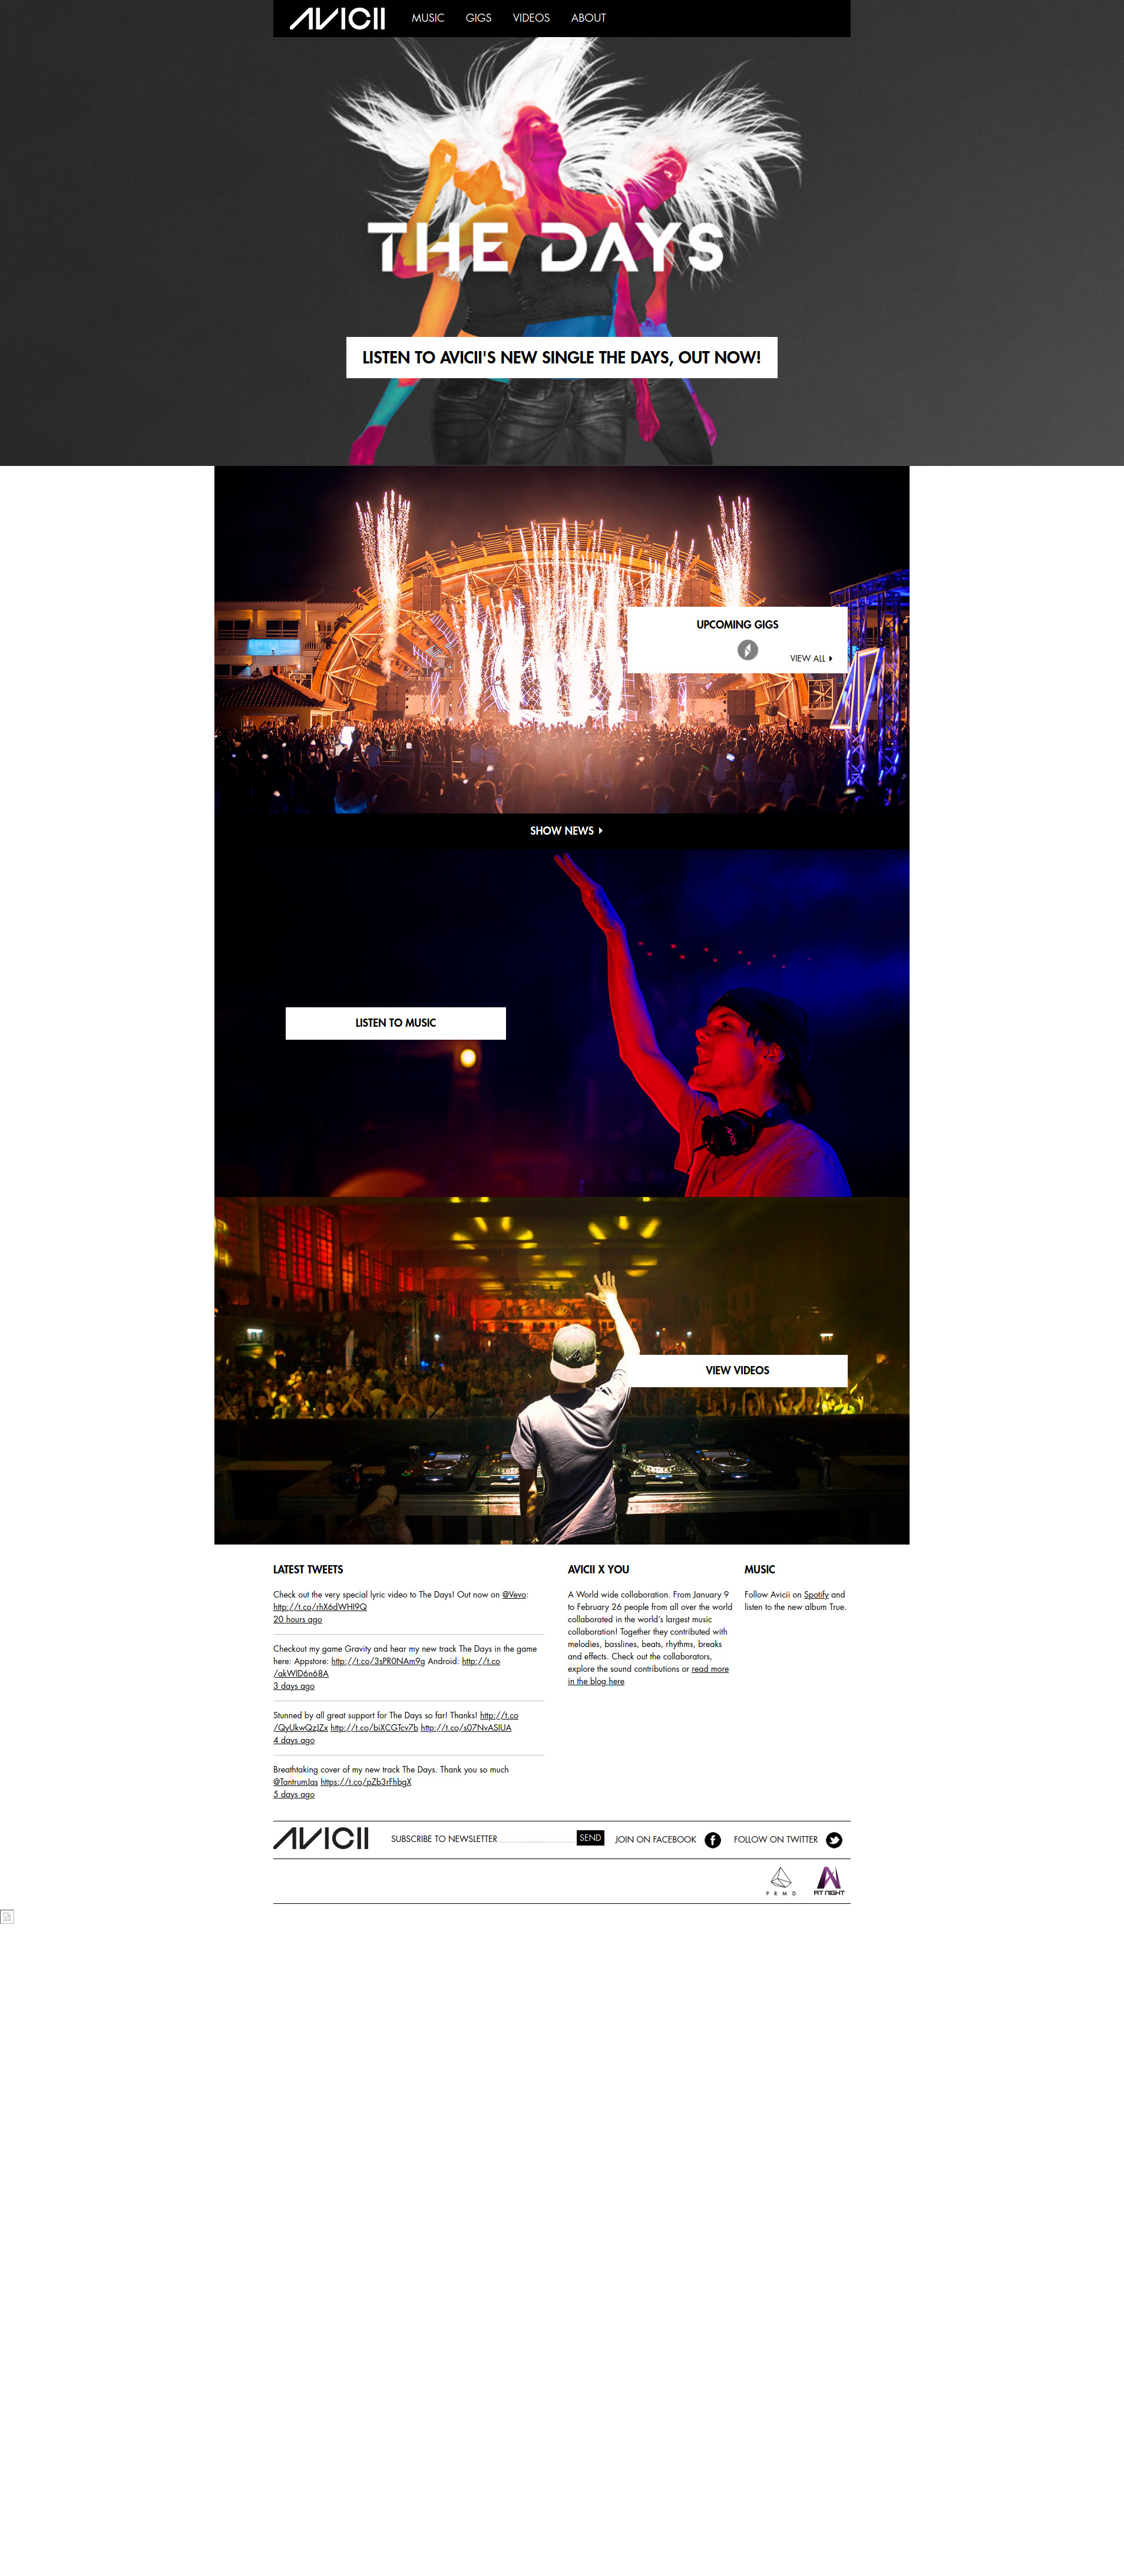 AVICII MUSIC GIGS VIDEOS ABOUT
THE DAYS
LISTEN TO AVICII'S NEW SINGLE THE DAYS, OUT NOW!
UPCOMING GIGS
VIEW ALL
SHOW NEWS
LISTEN TO MUSIC
VIEW VIDEOS
LATEST TWEETS
Check out the very special lyric video to The Days! Out now on @Vevo:
http://t.co/rhX6dWHI9Q
20 hours ago
Checkout my game Gravity and hear my new track The Days in the game
here: Appstore: http://t.co/3sPR0NAm9g Android: http://t.co
/akWlD6n68A
3 days ago
Stunned by all great support for The Days so far! Thanks! http://t.co
/QyUkwQzJZx http://t.co/biXCGTcv7b http://t.co/s07NvASIUA
4 days ago
Breathtaking cover of my new track The Days. Thank you so much
@TantrumJas https://t.co/pZb3rFhbgX
5 days ago
AVICII X YOU
A World wide collaboration. From January 9
to February 26 people from all over the world
collaborated in the world's largest music
collaboration! Together they contributed with
melodies, basslines, beats, rhythms, breaks
and effects. Check out the collaborators,
explore the sound contributions or read more
in the blog here
MUSIC
Follow Avicii on Spotify and
listen to the new album True.
AVICII SUBSCRIBE TO NEWSLETTER SEND JOIN ON FACEBOOK FOLLOW ON TWITTER
PRMD AT NIGHT